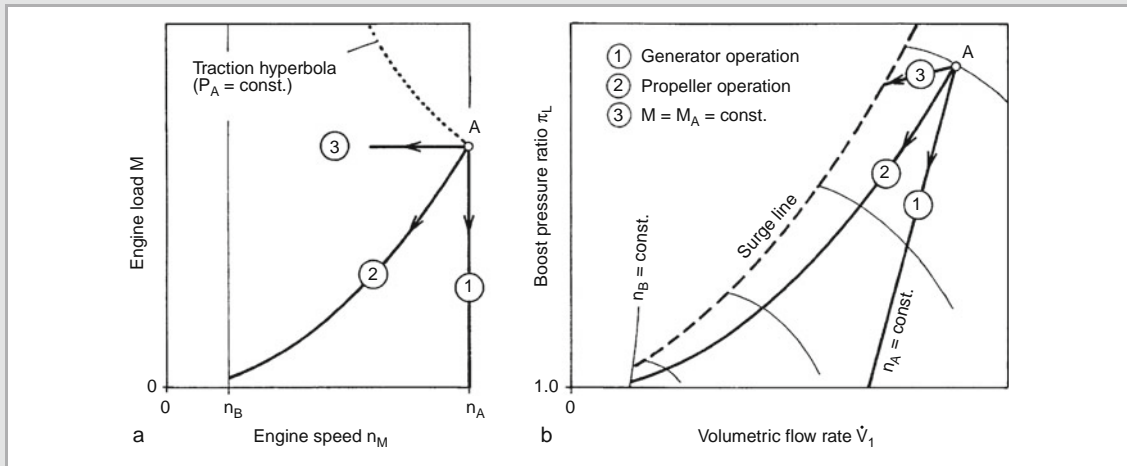 Traction hyperbola
(P_A = const.)
A
3
2
1
Engine load M
0
0
n_B
n_A
a
Engine speed n_M
1 Generator operation
2 Propeller operation
3 M = M_A = const.
A
3
2
1
Surge line
n_B = const.
n_A = const.
Boost pressure ratio π_L
1.0
0
b
Volumetric flow rate V̇_1